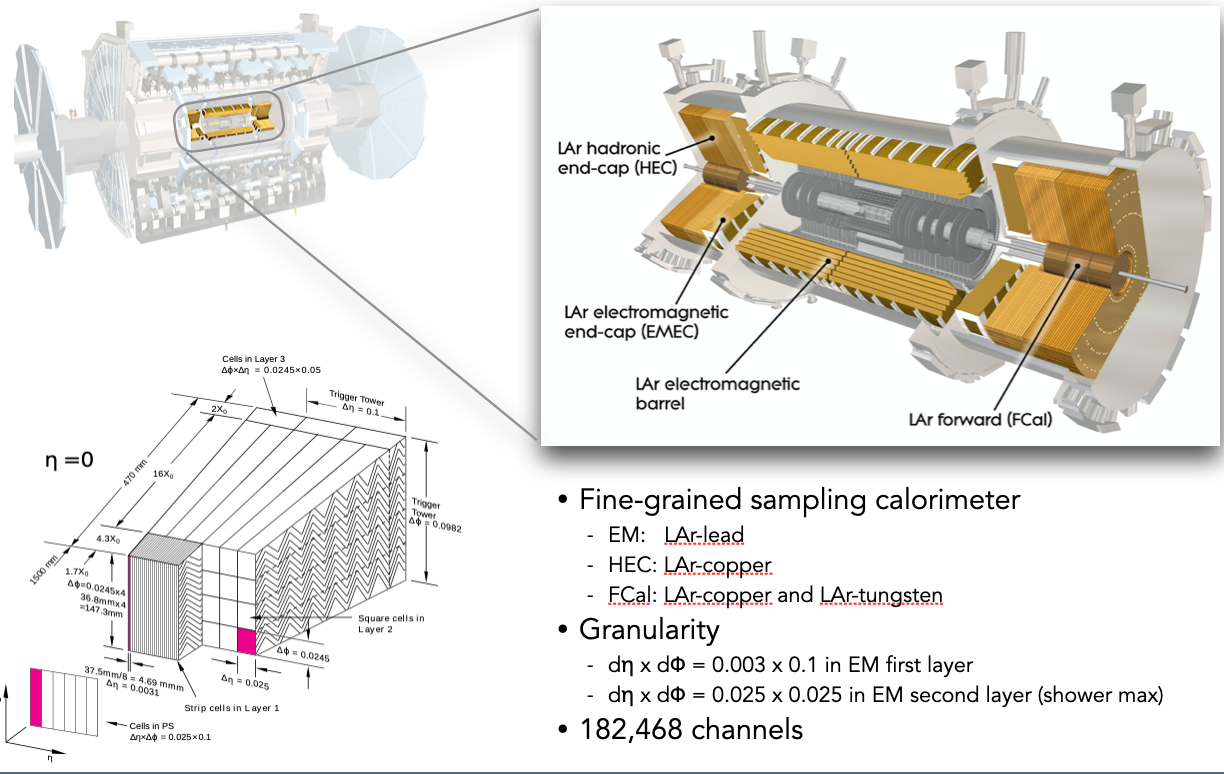 LAr hadronic
end-cap (HEC)
LAr electromagnetic
end-cap (EMEC)
LAr electromagnetic
barrel
LAr forward (FCal)
Cells in Layer 3
Δϕ×Δη = 0.0245×0.05
Trigger Tower
Δη = 0.1
2X₀
η =0
470 mm
16X₀
Trigger
Tower
Δϕ = 0.0982
4.3X₀
1500 mm
1.7X₀
Δϕ=0.0245x4
36.8mmx4
=147.3mm
Square cells in
Layer 2
Δϕ = 0.0245
37.5mm/8 = 4.69 mmm
Δη = 0.0031
Δη = 0.025
Strip cells in Layer 1
Cells in PS
Δη×Δϕ = 0.025×0.1
η
• Fine-grained sampling calorimeter
- EM: LAr-lead
- HEC: LAr-copper
- FCal: LAr-copper and LAr-tungsten
• Granularity
- dη x dΦ = 0.003 x 0.1 in EM first layer
- dη x dΦ = 0.025 x 0.025 in EM second layer (shower max)
• 182,468 channels